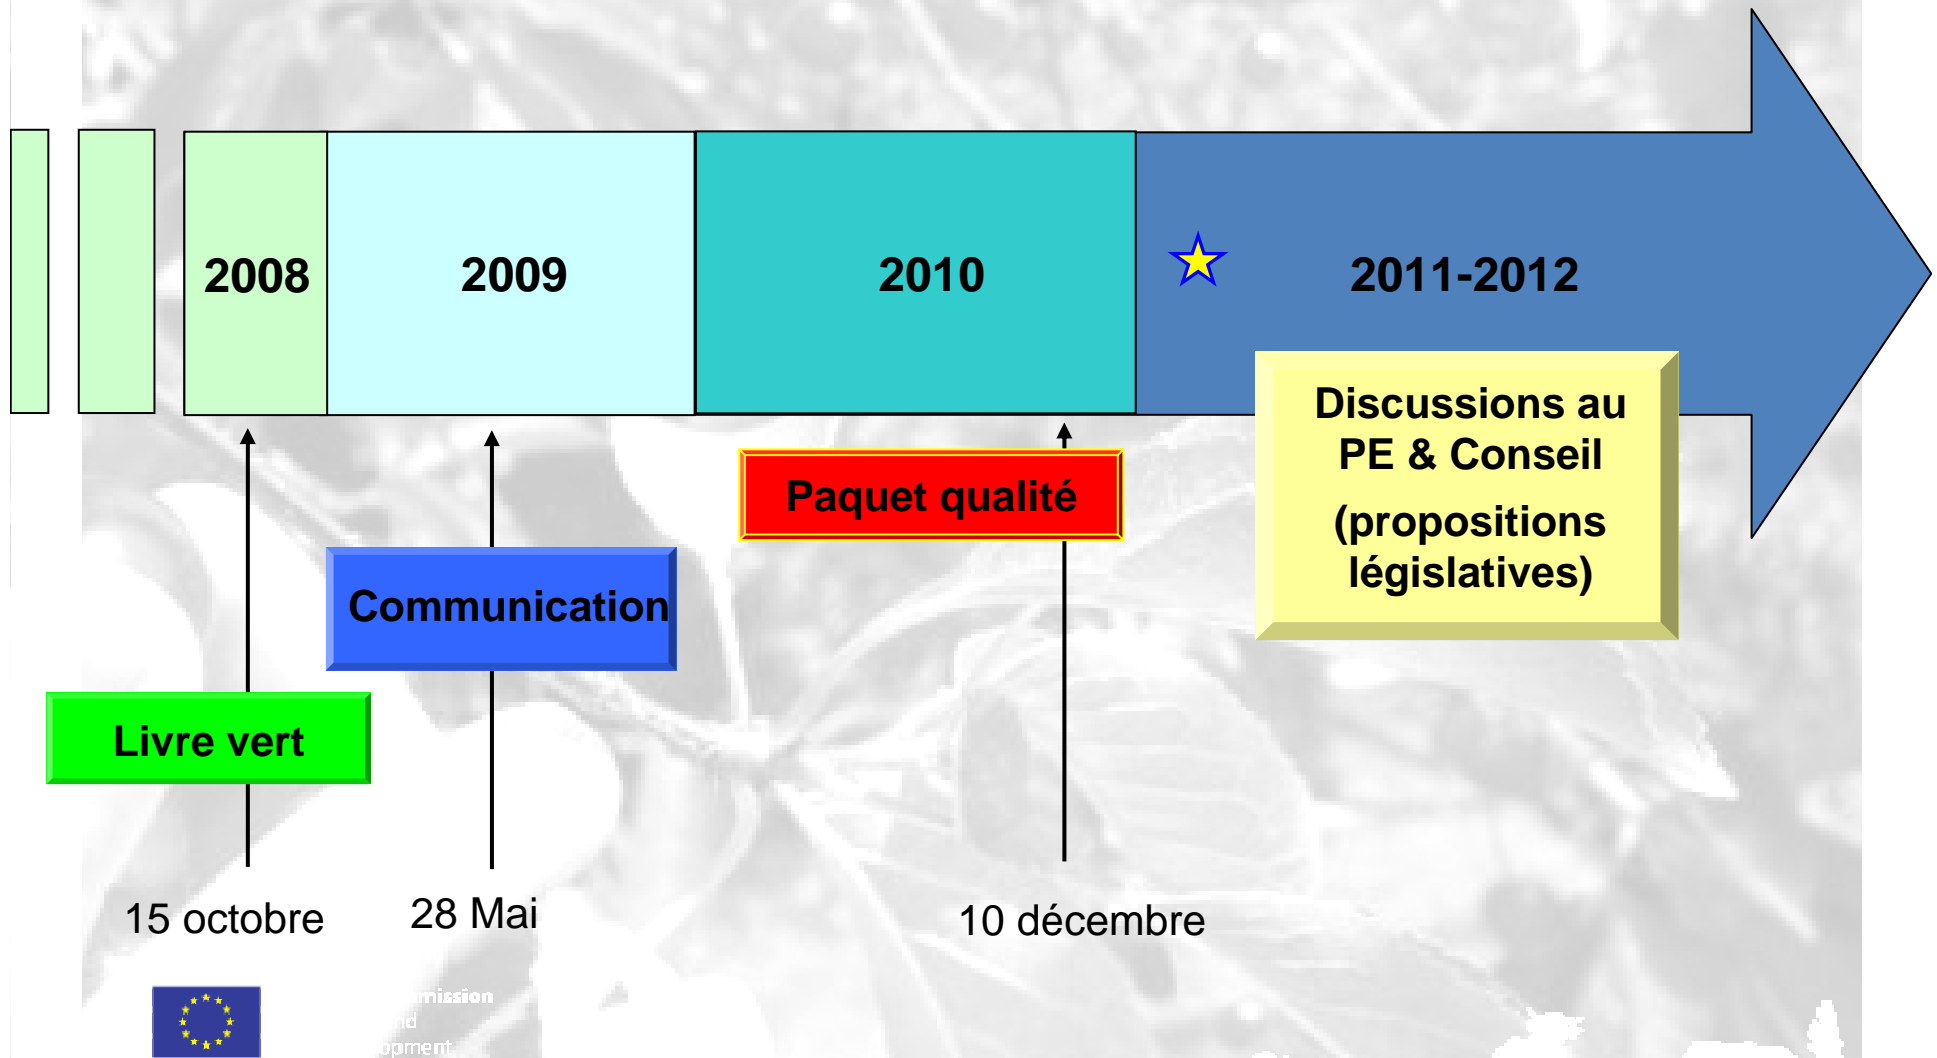 2008
2009
2010
2011-2012
Discussions au
PE & Conseil
(propositions
législatives)
Paquet qualité
Communication
Livre vert
15 octobre
28 Mai
10 décembre